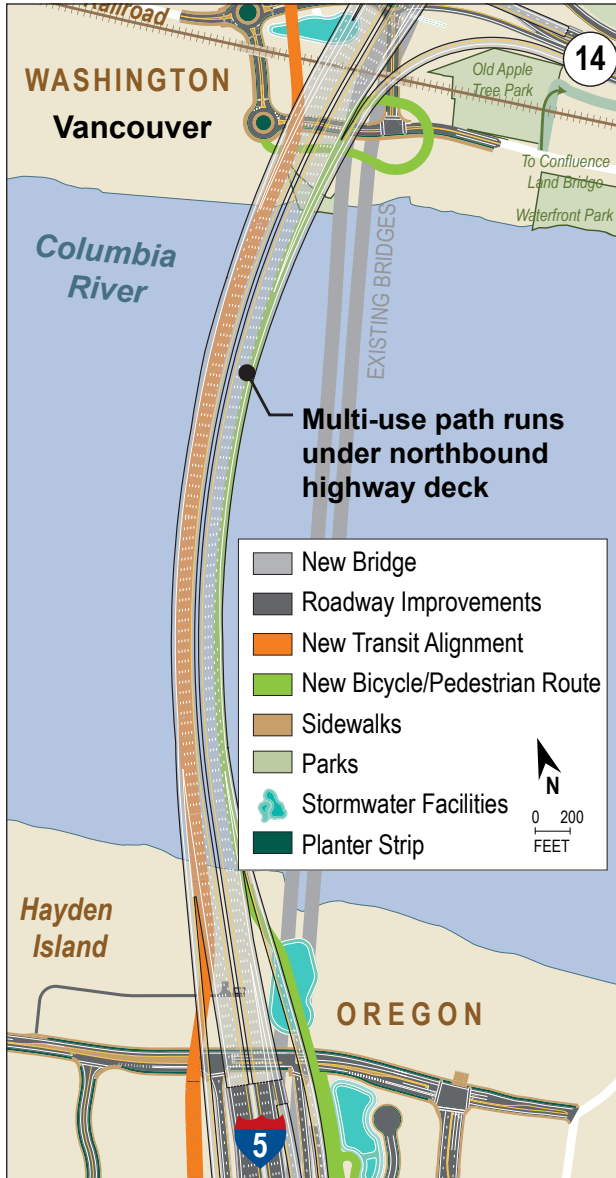 Railroad
WASHINGTON
Vancouver
14
Old Apple
Tree Park
To Confluence
Land Bridge
Waterfront Park
Columbia
River
EXISTING BRIDGES
Multi-use path runs
under northbound
highway deck
New Bridge
Roadway Improvements
New Transit Alignment
New Bicycle/Pedestrian Route
Sidewalks
Parks
Stormwater Facilities
Planter Strip
N
0 200
FEET
Hayden
Island
OREGON
5